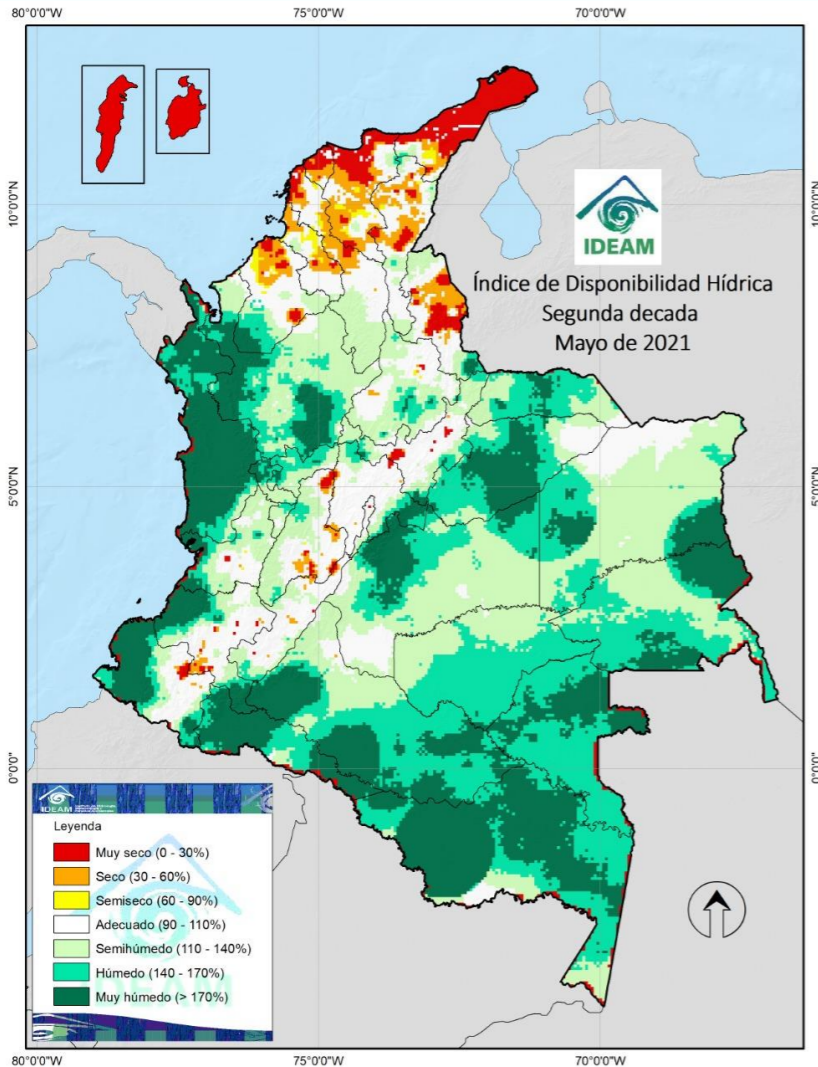 80°0'0"W 75°0'0"W 70°0'0"W
10°0'0"N 10°0'0"N
IDEAM
Índice de Disponibilidad Hídrica
Segunda decada
Mayo de 2021
5°0'0"N 5°0'0"N
0°0'0" 0°0'0"
IDEAM
Leyenda
Muy seco (0 - 30%)
Seco (30 - 60%)
Semiseco (60 - 90%)
Adecuado (90 - 110%)
Semihúmedo (110 - 140%)
Húmedo (140 - 170%)
Muy húmedo (> 170%)
IDEAM
80°0'0"W 75°0'0"W 70°0'0"W